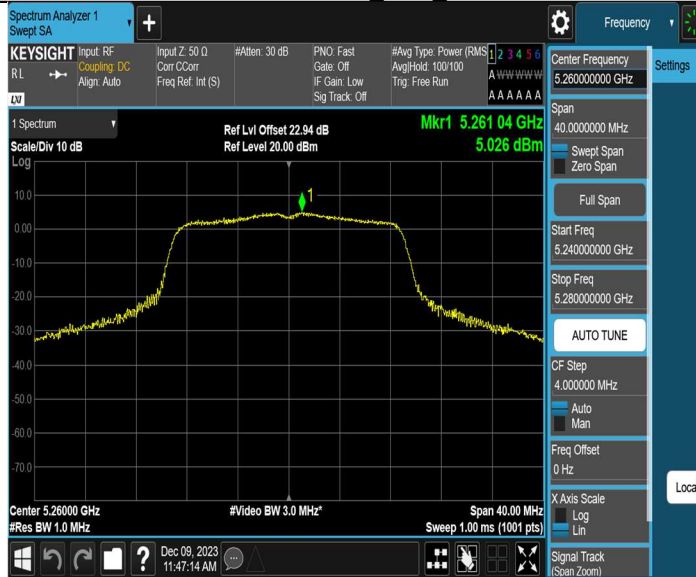 Spectrum Analyzer 1
Swept SA
Frequency
KEYSIGHT
RL
LXI
Input: RF
Coupling: DC
Align: Auto
Input Z: 50 Ω
Corr CCorr
Freq Ref: Int (S)
#Atten: 30 dB
PNO: Fast
Gate: Off
IF Gain: Low
Sig Track: Off
#Avg Type: Power (RMS
Avg|Hold: 100/100
Trig: Free Run
1 2 3 4 5 6
A W W W W W
A A A A A A
1 Spectrum
Scale/Div 10 dB
Log
Ref Lvl Offset 22.94 dB
Ref Level 20.00 dBm
Mkr1 5.261 04 GHz
5.026 dBm
1
10.0
0.00
-10.0
-20.0
-30.0
-40.0
-50.0
-60.0
-70.0
Center 5.26000 GHz
#Res BW 1.0 MHz
#Video BW 3.0 MHz*
Span 40.00 MHz
Sweep 1.00 ms (1001 pts)
Center Frequency
5.260000000 GHz
Settings
Span
40.0000000 MHz
Swept Span
Zero Span
Full Span
Start Freq
5.240000000 GHz
Stop Freq
5.280000000 GHz
AUTO TUNE
CF Step
4.000000 MHz
Auto
Man
Freq Offset
0 Hz
X Axis Scale
Log
Lin
Signal Track
(Span Zoom)
Loca
?
Dec 09, 2023
11:47:14 AM